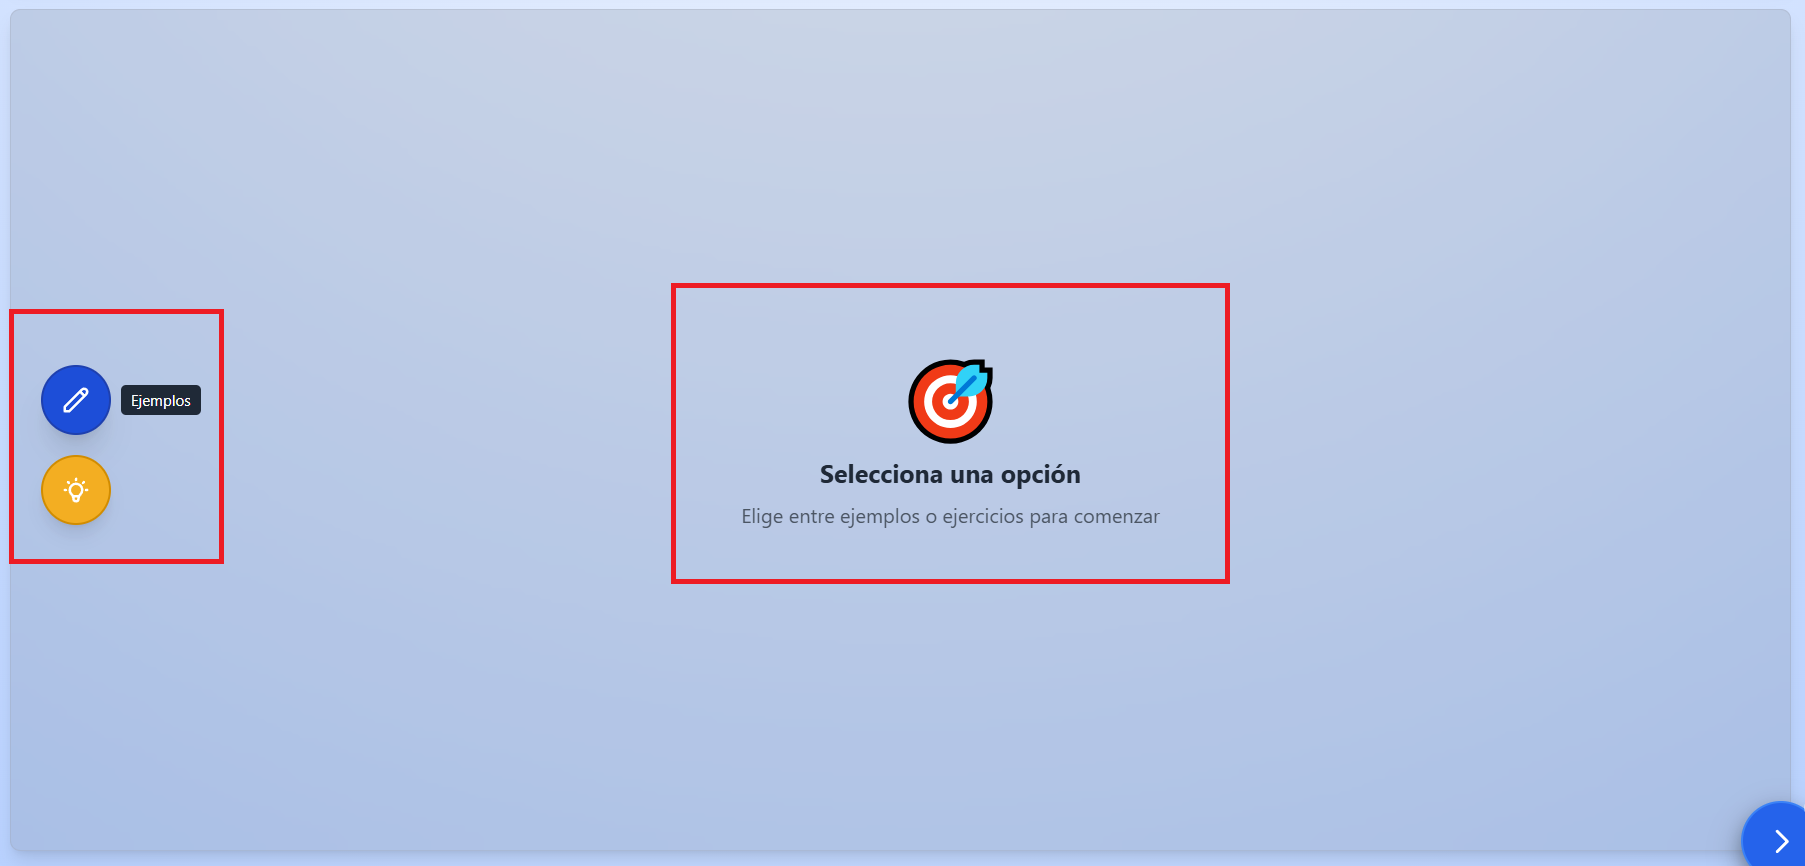 Ejemplos
Selecciona una opción
Elige entre ejemplos o ejercicios para comenzar